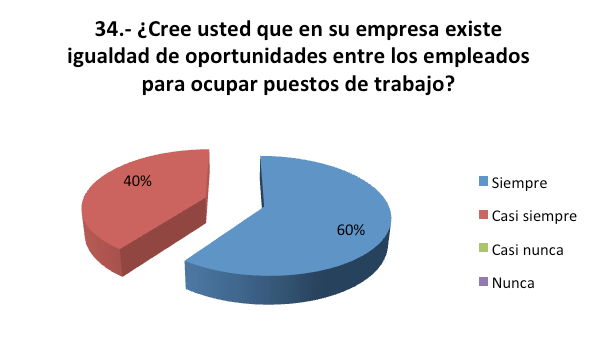 34.- ¿Cree usted que en su empresa existe
igualdad de oportunidades entre los empleados
para ocupar puestos de trabajo?
40%
60%
Siempre
Casi siempre
Casi nunca
Nunca